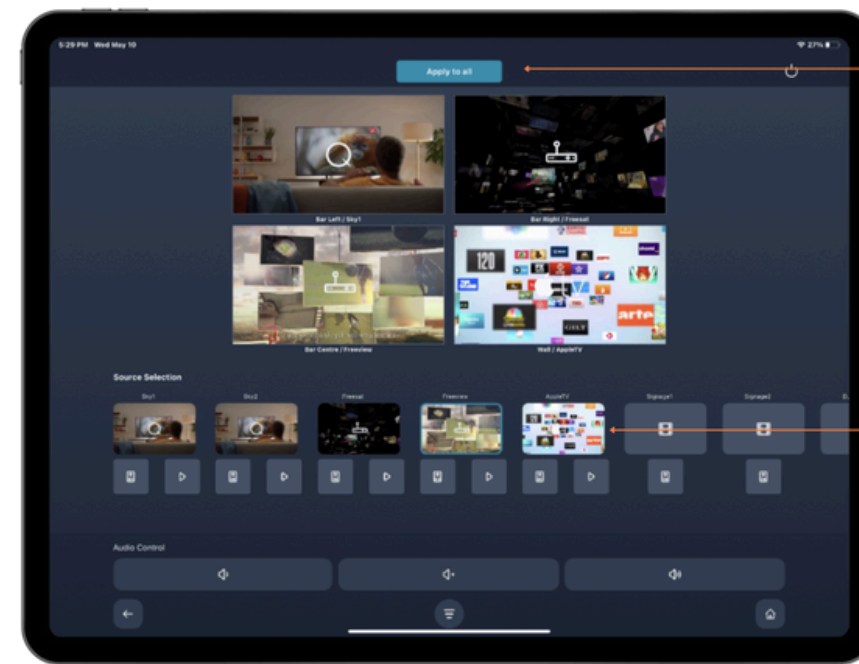 5:29 PM Wed May 10
27%
Apply to all
Bar Left / Sky1
Bar Right / Freesat
120
arte
Bar Centre / Freeview
Wall / AppleTV
Source Selection
Sky1
Sky2
Freesat
Freeview
AppleTV
Signage1
Signage2
Audio Control